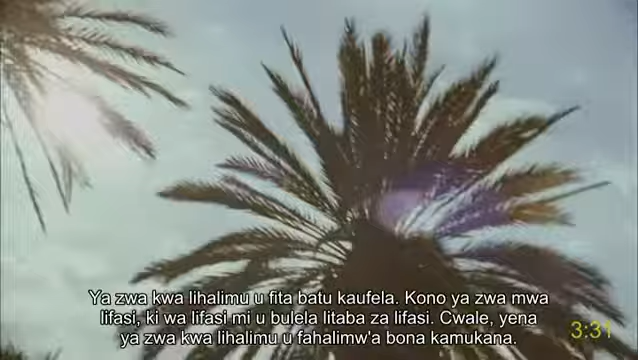 Ya zwa kwa lihalimu u fita batu kaufela. Kono ya zwa mwa
lifasi, ki wa lifasi mi u bulela litaba za lifasi. Cwale, yena
ya zwa kwa lihalimu u fahalimw'a bona kamukana.
3:31